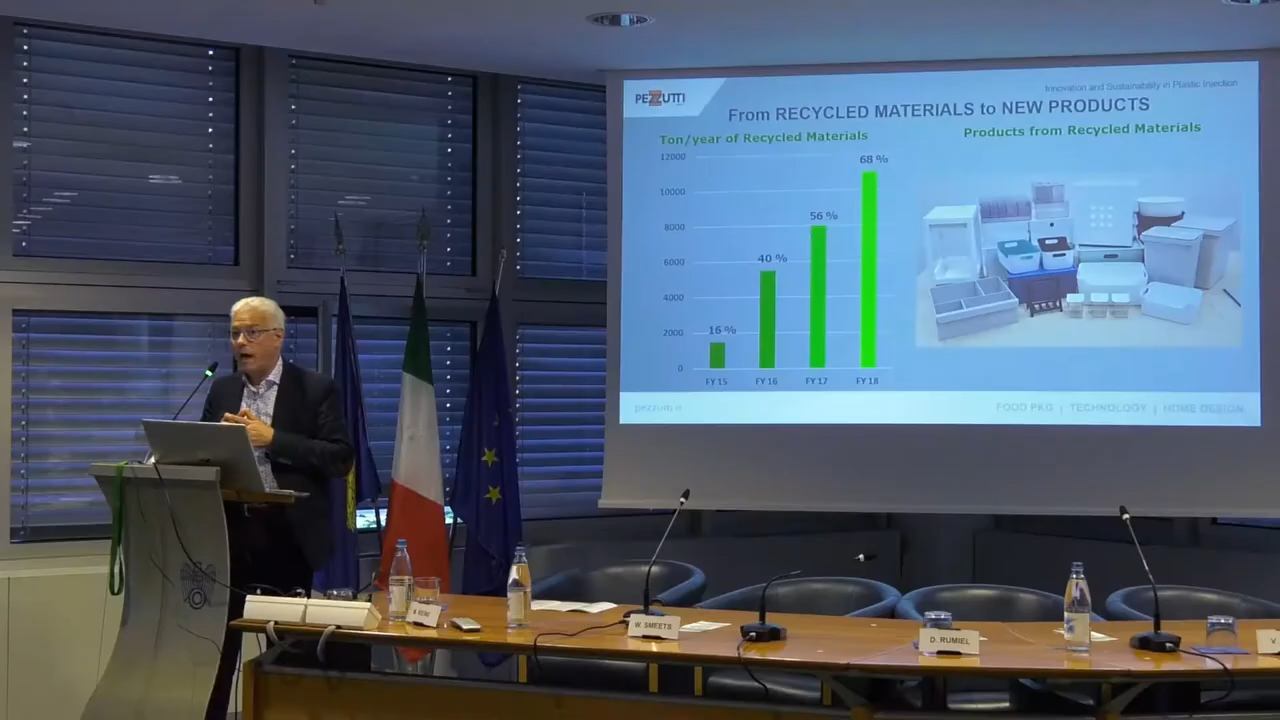 PEZZUTTI
Innovation and Sustainability in Plastic Injection
From RECYCLED MATERIALS to NEW PRODUCTS
Ton/year of Recycled Materials
Products from Recycled Materials
12000
10000
8000
6000
4000
2000
0
16 %
40 %
56 %
68 %
FY 15
FY 16
FY 17
FY 18
pezzutti.it
FOOD PKG | TECHNOLOGY | HOME DESIGN
W. SMEETS
D. RUMIEL
V.